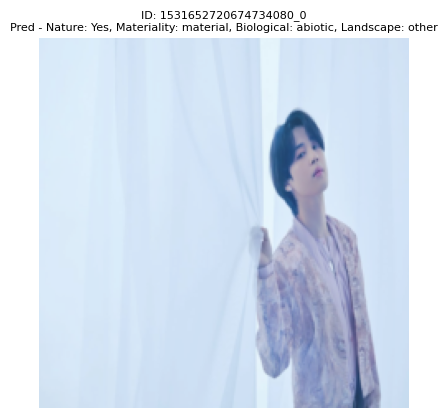 ID: 1531652720674734080_0
Pred - Nature: Yes, Materiality: material, Biological: abiotic, Landscape: other